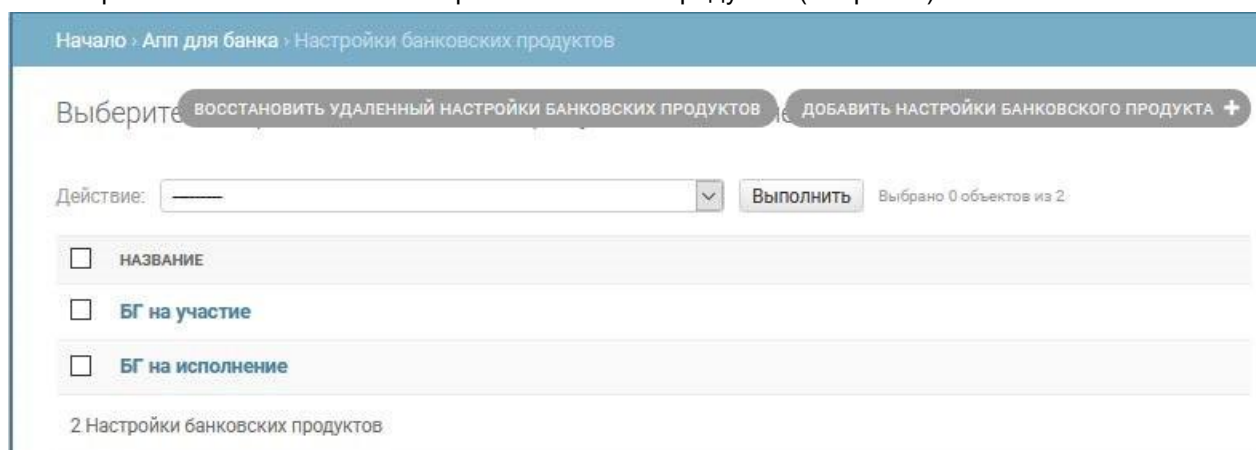 Начало › Апп для банка › Настройки банковских продуктов
Выберите
ВОССТАНОВИТЬ УДАЛЕННЫЙ НАСТРОЙКИ БАНКОВСКИХ ПРОДУКТОВ
ДОБАВИТЬ НАСТРОЙКИ БАНКОВСКОГО ПРОДУКТА +
Действие: ---------
Выполнить
Выбрано 0 объектов из 2
НАЗВАНИЕ
БГ на участие
БГ на исполнение
2 Настройки банковских продуктов